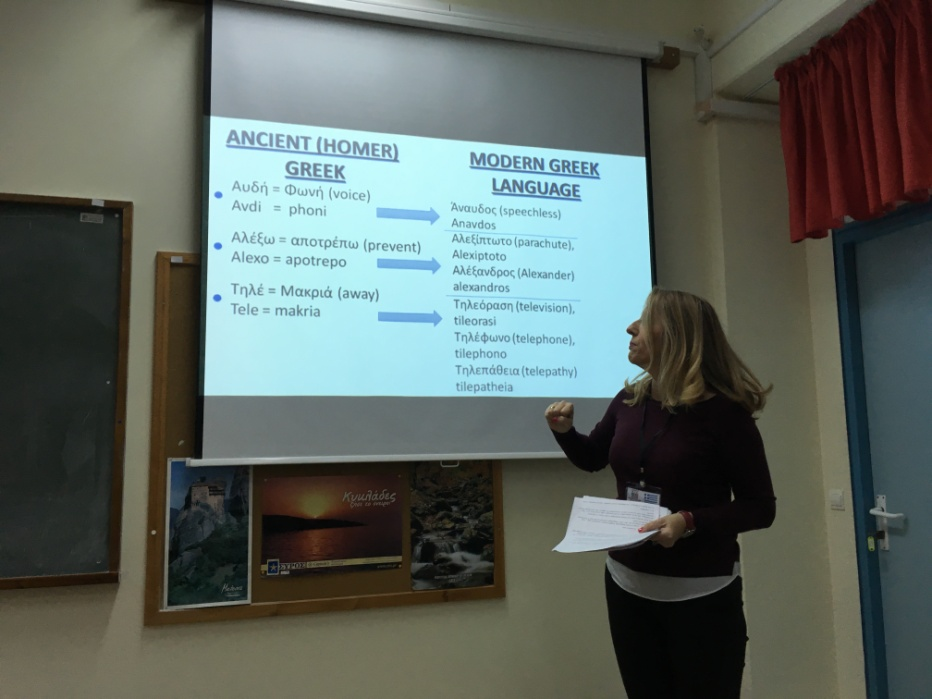 ANCIENT (HOMER)
GREEK
Αυδή = Φωνή (voice)
Avdi = phoni
Αλέξω = αποτρέπω (prevent)
Alexo = apotrepo
Τηλέ = Μακριά (away)
Tele = makria
MODERN GREEK
LANGUAGE
Άναυδος (speechless)
Anavdos
Αλεξίπτωτο (parachute),
Alexiptoto
Αλέξανδρος (Alexander)
alexandros
Τηλεόραση (television),
tileorasi
Τηλέφωνο (telephone),
tilephono
Τηλεπάθεια (telepathy)
tilepatheia
Κυκλάδες